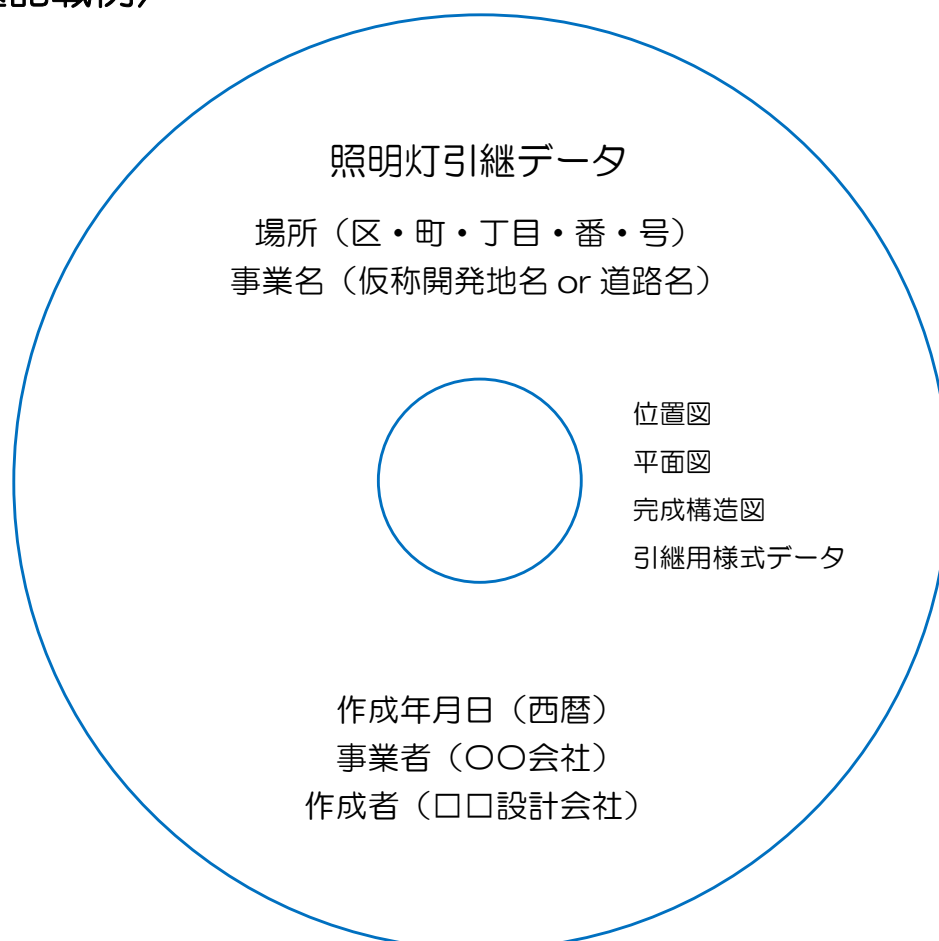 記載例）
照明灯引継データ
場所（区・町・丁目・番・号）
事業名（仮称開発地名 or 道路名）
位置図
平面図
完成構造図
引継用様式データ
作成年月日（西暦）
事業者（〇〇会社）
作成者（□□設計会社）